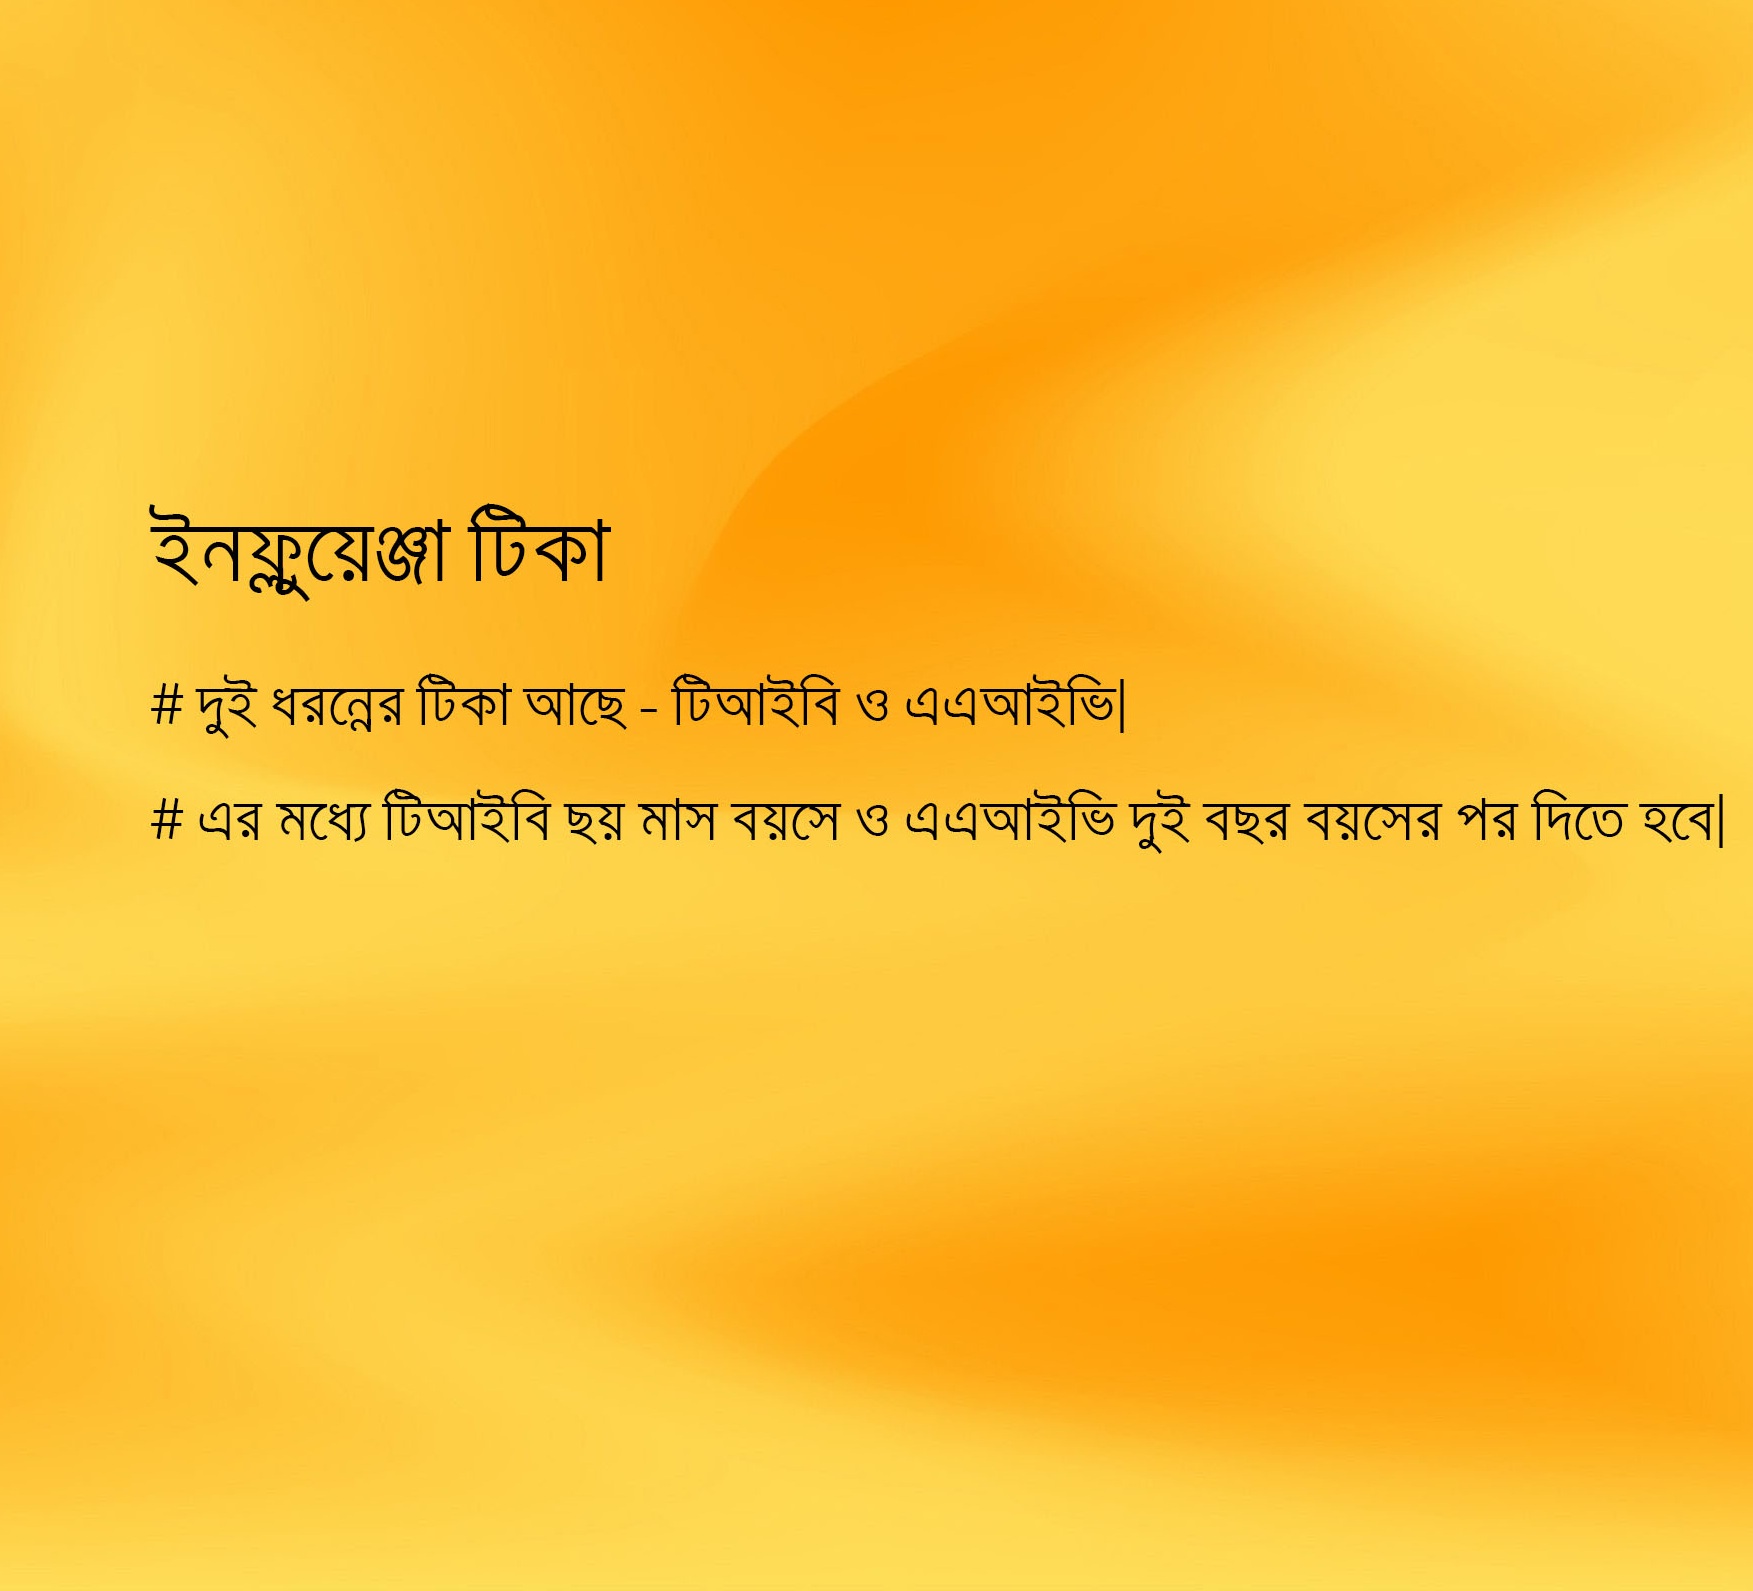 ইনফ্লুয়েঞ্জা টিকা
# দুই ধরন্নের টিকা আছে - টিআইবি ও এএআইভি|
# এর মধ্যে টিআইবি ছয় মাস বয়সে ও এএআইভি দুই বছর বয়সের পর দিতে হবে|